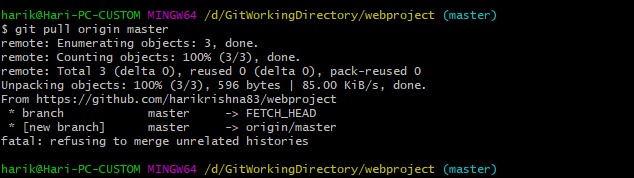 harik@Hari-PC-CUSTOM MINGW64 /d/GitWorkingDirectory/webproject (master)
$ git pull origin master
remote: Enumerating objects: 3, done.
remote: Counting objects: 100% (3/3), done.
remote: Total 3 (delta 0), reused 0 (delta 0), pack-reused 0
Unpacking objects: 100% (3/3), 596 bytes | 85.00 KiB/s, done.
From https://github.com/harikrishna83/webproject
 * branch            master     -> FETCH_HEAD
 * [new branch]      master     -> origin/master
fatal: refusing to merge unrelated histories
harik@Hari-PC-CUSTOM MINGW64 /d/GitWorkingDirectory/webproject (master)